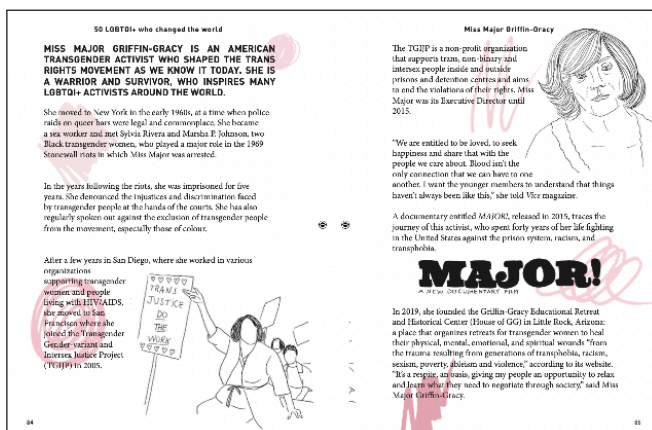 50 LGBTQI+ who changed the world
MISS MAJOR GRIFFIN-GRACY IS AN AMERICAN
TRANSGENDER ACTIVIST WHO SHAPED THE TRANS
RIGHTS MOVEMENT AS WE KNOW IT TODAY. SHE IS
A WARRIOR AND SURVIVOR, WHO INSPIRES MANY
LGBTQI+ ACTIVISTS AROUND THE WORLD.
She moved to New York in the early 1960s, at a time when police
raids on queer bars were legal and commonplace. She became
a sex worker and met Sylvia Rivera and Marsha P. Johnson, two
Black transgender women, who played a major role in the 1969
Stonewall riots in which Miss Major was arrested.
In the years following the riots, she was imprisoned for five
years. She denounced the injustices and discrimination faced
by transgender people at the hands of the courts. She has also
regularly spoken out against the exclusion of transgender people
from the movement, especially those of colour.
After a few years in San Diego, where she worked in various
organizations
supporting transgender
women and people
living with HIV/AIDS,
she moved to San
Francisco where she
joined the Transgender
Gender-variant and
Intersex Justice Project
(TGIJP) in 2005.
TRANS
JUSTICE
DO
THE
WORK
84
Miss Major Griffin-Gracy
The TGIJP is a non-profit organization
that supports trans, non-binary and
intersex people inside and outside
prisons and detention centres and aims
to end the violations of their rights. Miss
Major was its Executive Director until
2015.
"We are entitled to be loved, to seek
happiness and share that with the
people we care about. Blood isn't the
only connection that we can have to one
another. I want the younger members to understand that things
haven't always been like this," she told Vice magazine.
A documentary entitled MAJOR!, released in 2015, traces the
journey of this activist, who spent forty years of her life fighting
in the United States against the prison system, racism, and
transphobia.
MAJOR!
A NEW DOCUMENTARY FILM
In 2019, she founded the Griffin-Gracy Educational Retreat
and Historical Center (House of GG) in Little Rock, Arizona:
a place that organizes retreats for transgender women to heal
their physical, mental, emotional, and spiritual wounds "from
the trauma resulting from generations of transphobia, racism,
sexism, poverty, ableism and violence," according to its website.
"It's a respite, an oasis, giving my people an opportunity to relax
and learn what they need to negotiate through society," said Miss
Major Griffin-Gracy.
85